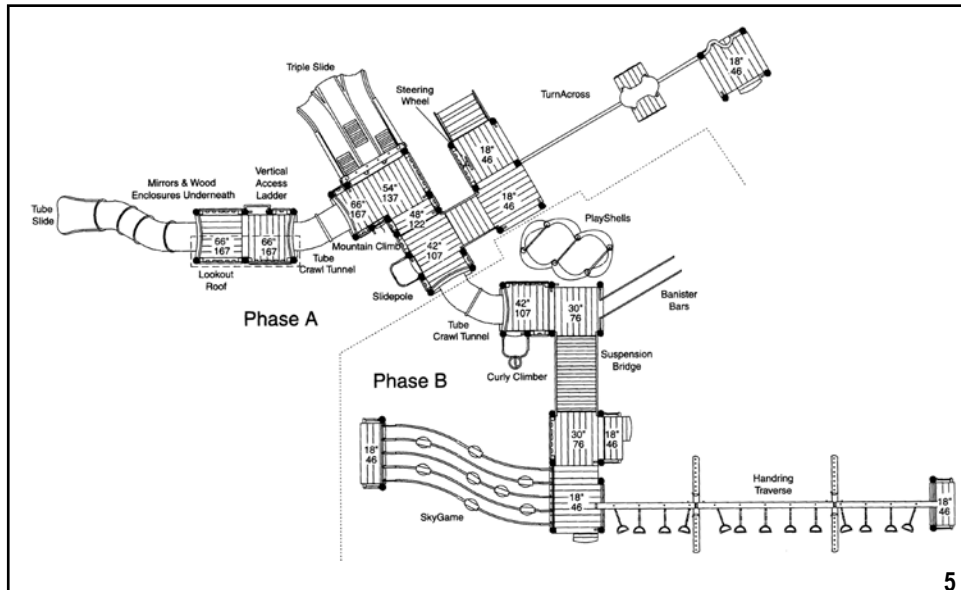 Triple Slide
Steering
Wheel
TurnAcross
18"
46
18"
46
18"
46
Mirrors & Wood
Enclosures Underneath
Vertical
Access
Ladder
Tube
Slide
66"
167
66"
167
Lookout
Roof
Tube
Crawl Tunnel
66"
167
54"
137
48"
122
42"
107
Mountain Climb
Slidepole
Phase A
PlayShells
Tube
Crawl Tunnel
42"
107
30"
76
Banister
Bars
Curly Climber
Suspension
Bridge
Phase B
18"
46
30"
76
18"
46
18"
46
SkyGame
Handring
Traverse
18"
46
5